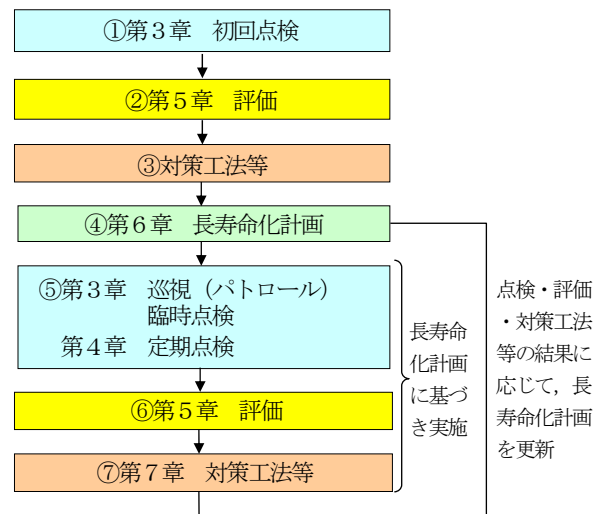 ①第３章　初回点検
②第５章　評価
③対策工法等
④第６章　長寿命化計画
⑤第３章　巡視（パトロール）
臨時点検
第４章　定期点検
⑥第５章　評価
⑦第７章　対策工法等
長寿命
化計画
に基づ
き実施
点検・評価
・対策工法
等の結果に
応じて，長
寿命化計画
を更新